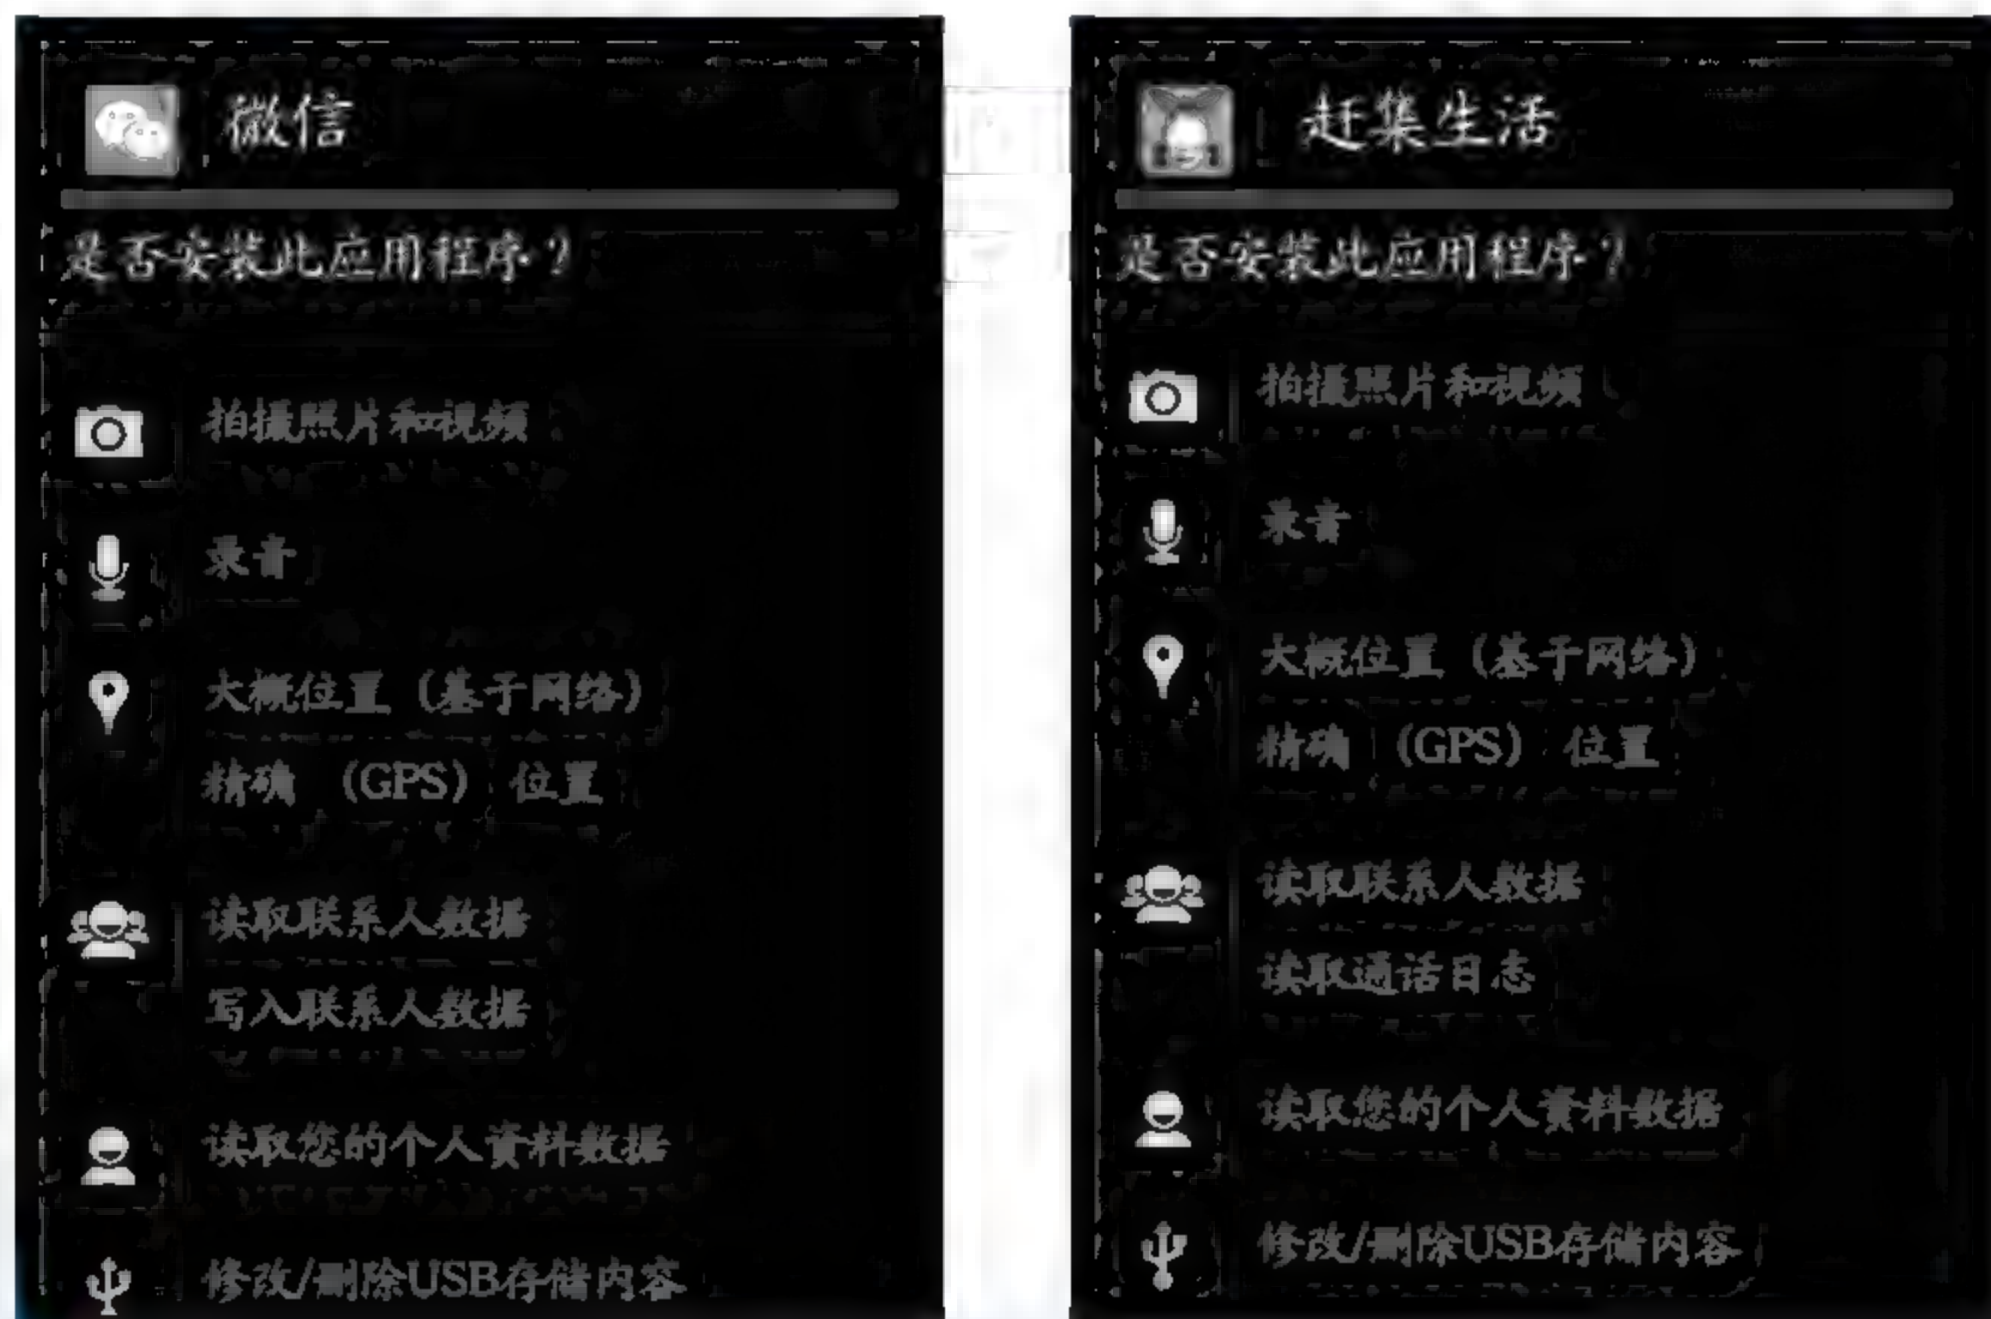 微信
是否安装此应用程序？
拍摄照片和视频
录音
大概位置（基于网络）
精确（GPS）位置
读取联系人数据
写入联系人数据
读取您的个人资料数据
修改/删除USB存储内容
赶集生活
是否安装此应用程序？
拍摄照片和视频
录音
大概位置（基于网络）
精确（GPS）位置
读取联系人数据
读取通话日志
读取您的个人资料数据
修改/删除USB存储内容